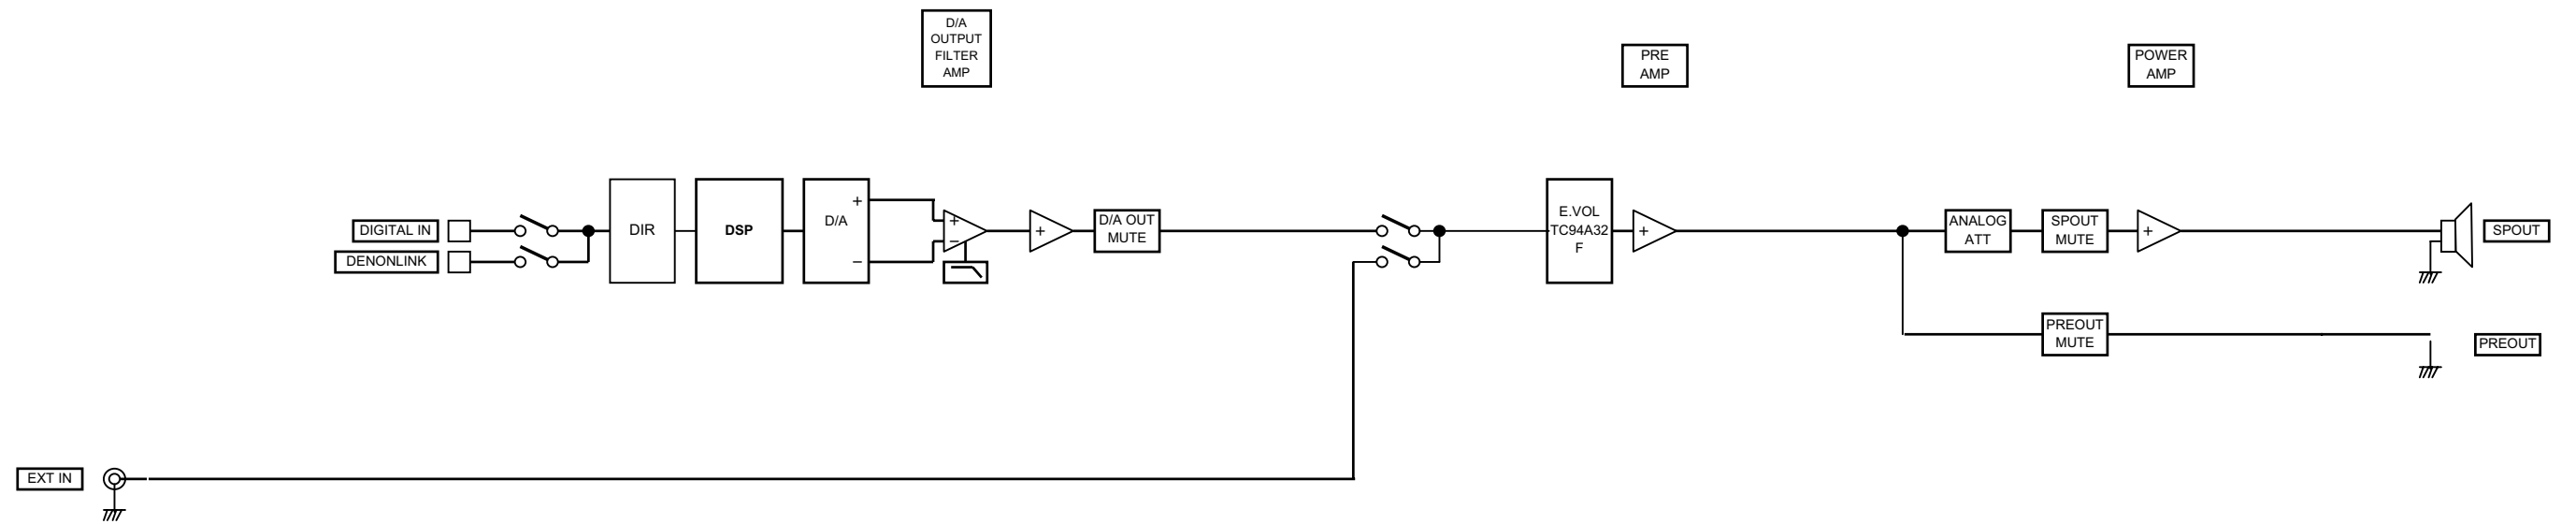 D/A
OUTPUT
FILTER
AMP
PRE
AMP
POWER
AMP
DIGITAL IN
DENONLINK
DIR
DSP
D/A
+
−
+
−
+
D/A OUT
MUTE
E.VOL
TC94A32
F
+
ANALOG
ATT
SPOUT
MUTE
+
SPOUT
PREOUT
MUTE
PREOUT
EXT IN